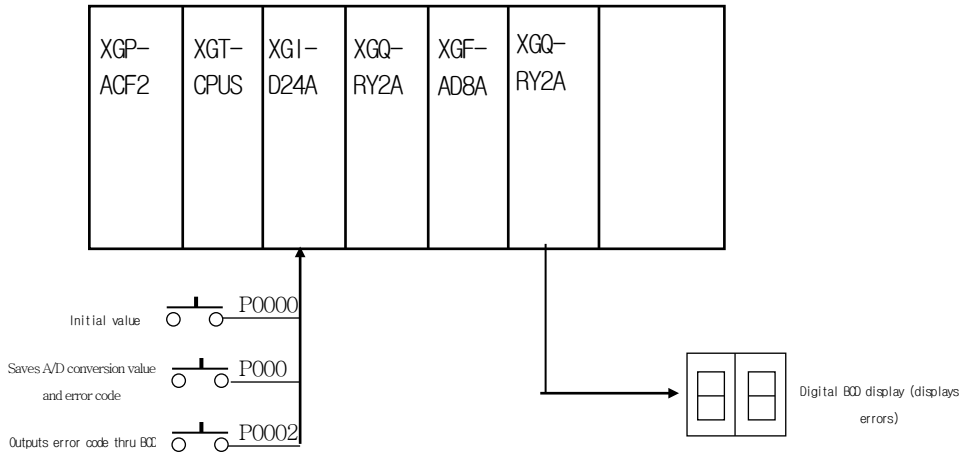 XGP-
ACF2
XGT-
CPUS
XGI-
D24A
XGQ-
RY2A
XGF-
AD8A
XGQ-
RY2A
Initial value
P0000
Saves A/D conversion value
and error code
P000
Outputs error code thru BCD
P0002
Digital BCD display (displays
errors)